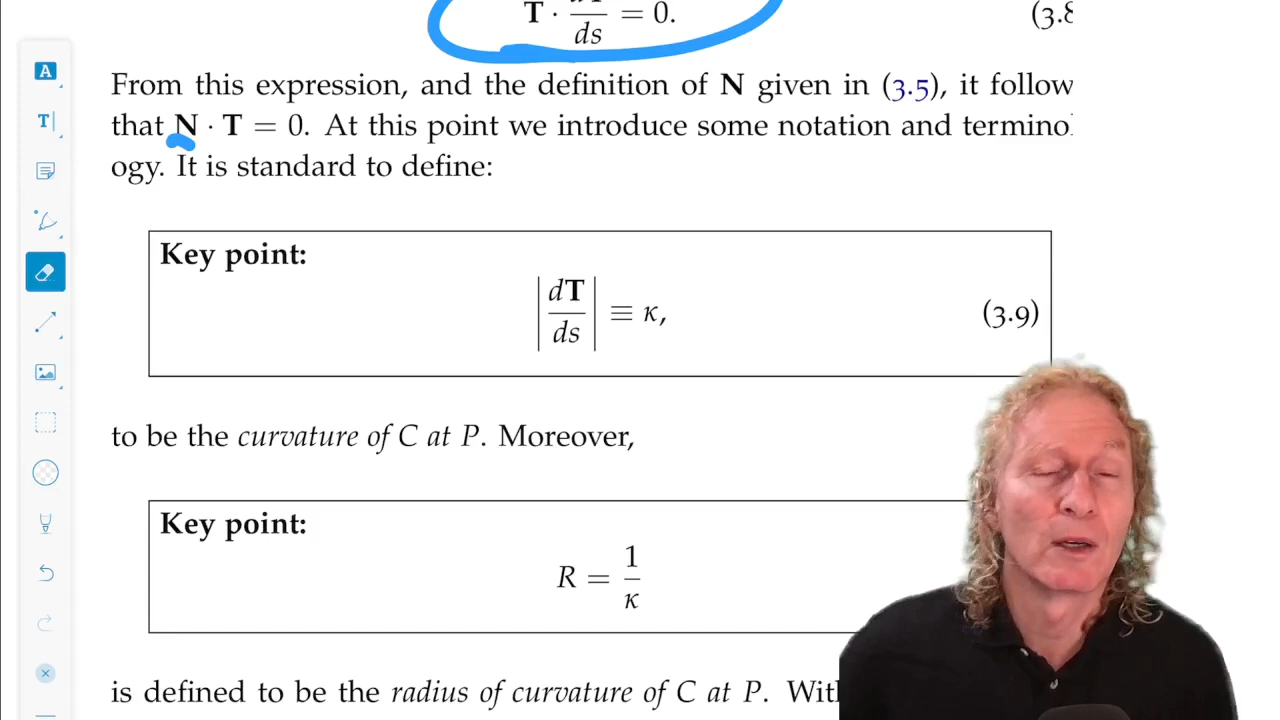 T · dT/ds = 0. (3.8
From this expression, and the definition of N given in (3.5), it follow
that N · T = 0. At this point we introduce some notation and termino
ogy. It is standard to define:
Key point:
|dT/ds| ≡ κ, (3.9)
to be the curvature of C at P. Moreover,
Key point:
R = 1/κ
is defined to be the radius of curvature of C at P. Wit
A
T